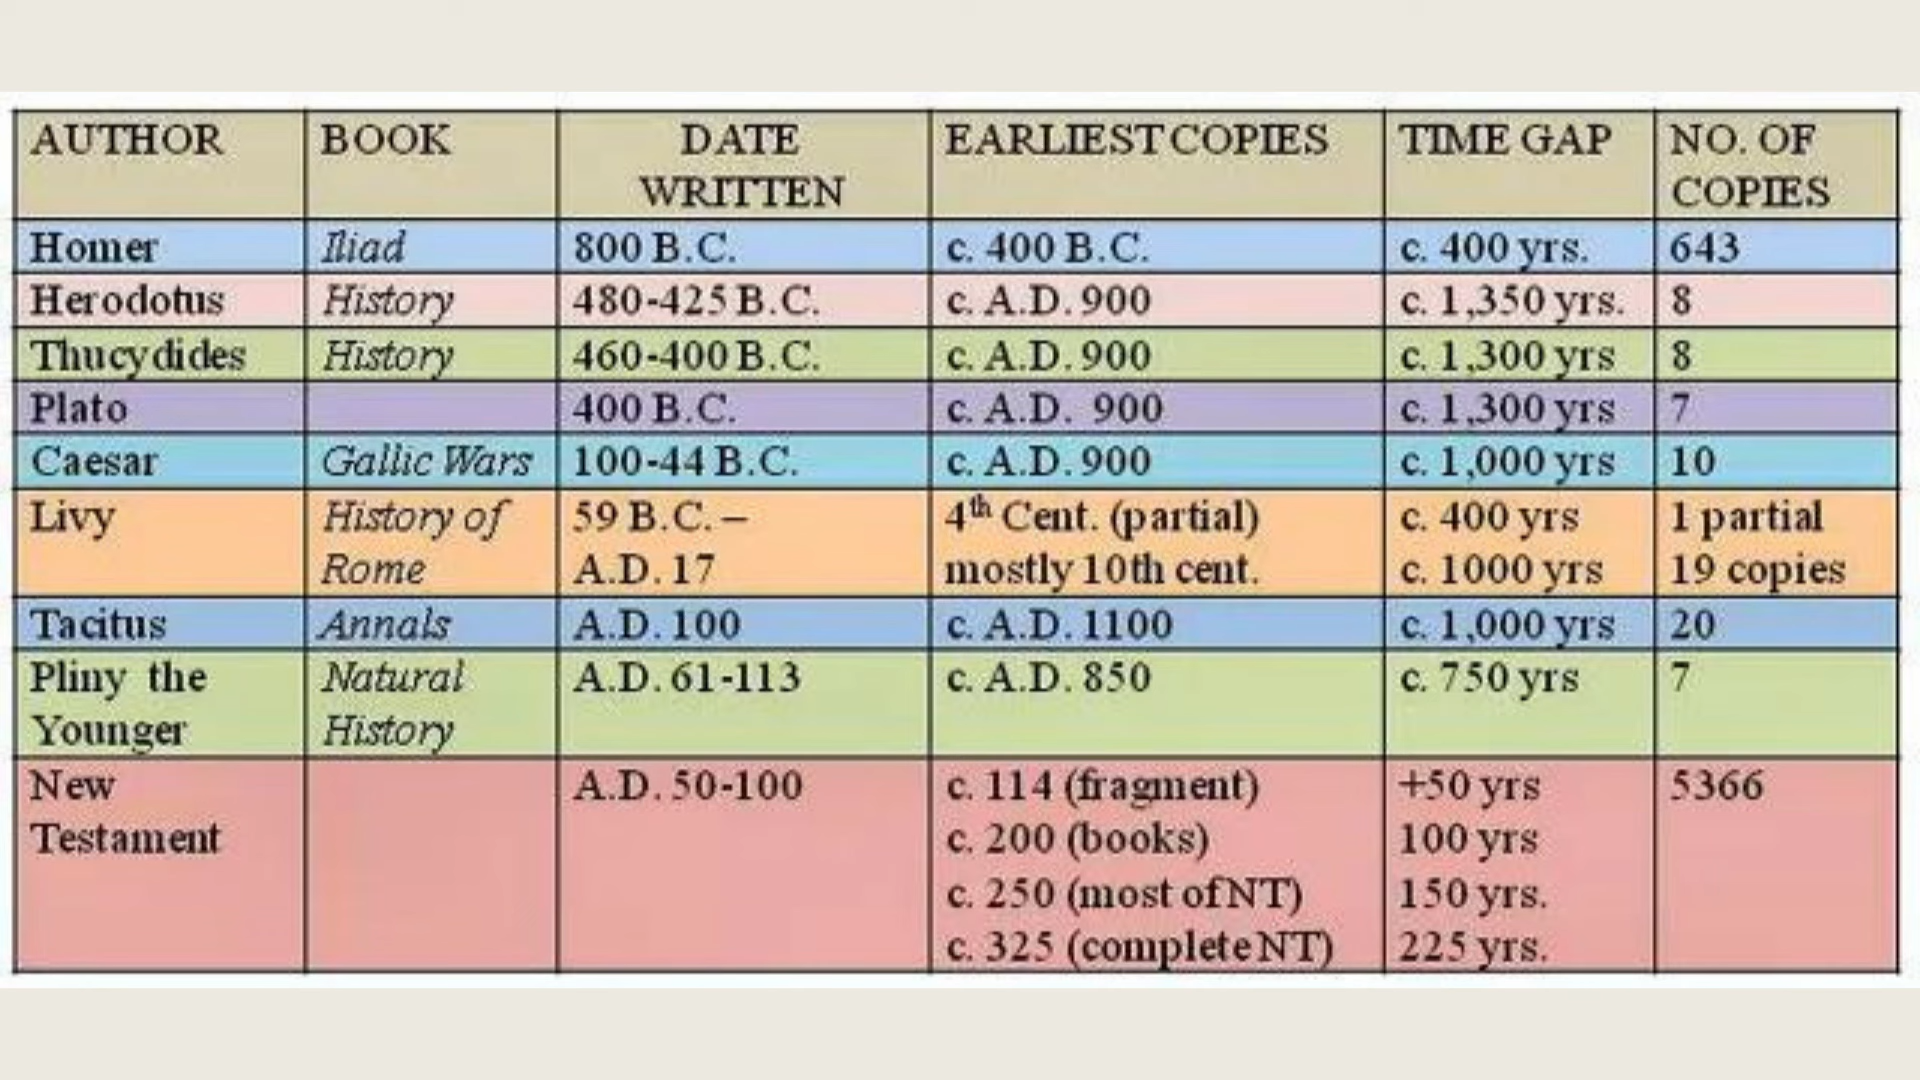 AUTHOR BOOK DATE WRITTEN EARLIEST COPIES TIME GAP NO. OF COPIES
Homer Iliad 800 B.C. c. 400 B.C. c. 400 yrs. 643
Herodotus History 480-425 B.C. c. A.D. 900 c. 1,350 yrs. 8
Thucydides History 460-400 B.C. c. A.D. 900 c. 1,300 yrs 8
Plato 400 B.C. c. A.D. 900 c. 1,300 yrs 7
Caesar Gallic Wars 100-44 B.C. c. A.D. 900 c. 1,000 yrs 10
Livy History of 59 B.C. – 4th Cent. (partial) c. 400 yrs 1 partial
Rome A.D. 17 mostly 10th cent. c. 1000 yrs 19 copies
Tacitus Annals A.D. 100 c. A.D. 1100 c. 1,000 yrs 20
Pliny the Natural A.D. 61-113 c. A.D. 850 c. 750 yrs 7
Younger History
New A.D. 50-100 c. 114 (fragment) +50 yrs 5366
Testament c. 200 (books) 100 yrs
c. 250 (most of NT) 150 yrs.
c. 325 (complete NT) 225 yrs.